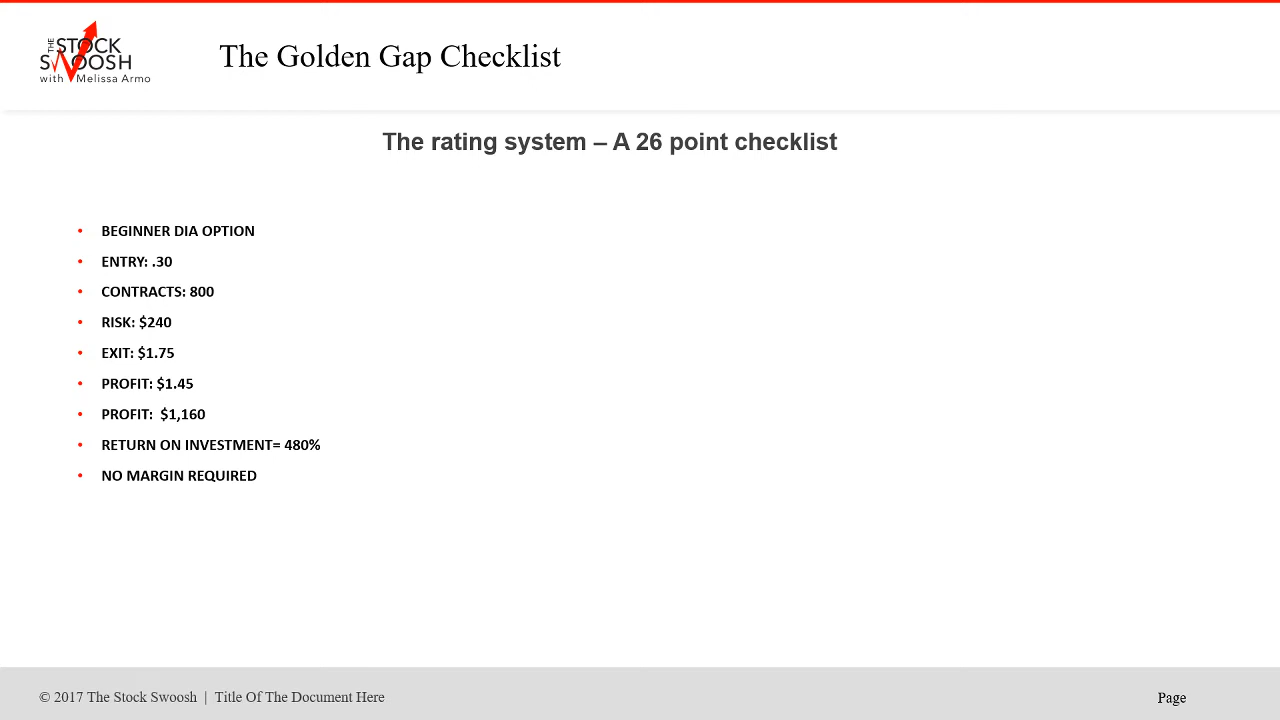 THE STOCK
SWOOSH
with Melissa Armo
The Golden Gap Checklist
The rating system – A 26 point checklist
• BEGINNER DIA OPTION
• ENTRY: .30
• CONTRACTS: 800
• RISK: $240
• EXIT: $1.75
• PROFIT: $1.45
• PROFIT:  $1,160
• RETURN ON INVESTMENT= 480%
• NO MARGIN REQUIRED
© 2017 The Stock Swoosh | Title Of The Document Here
Page